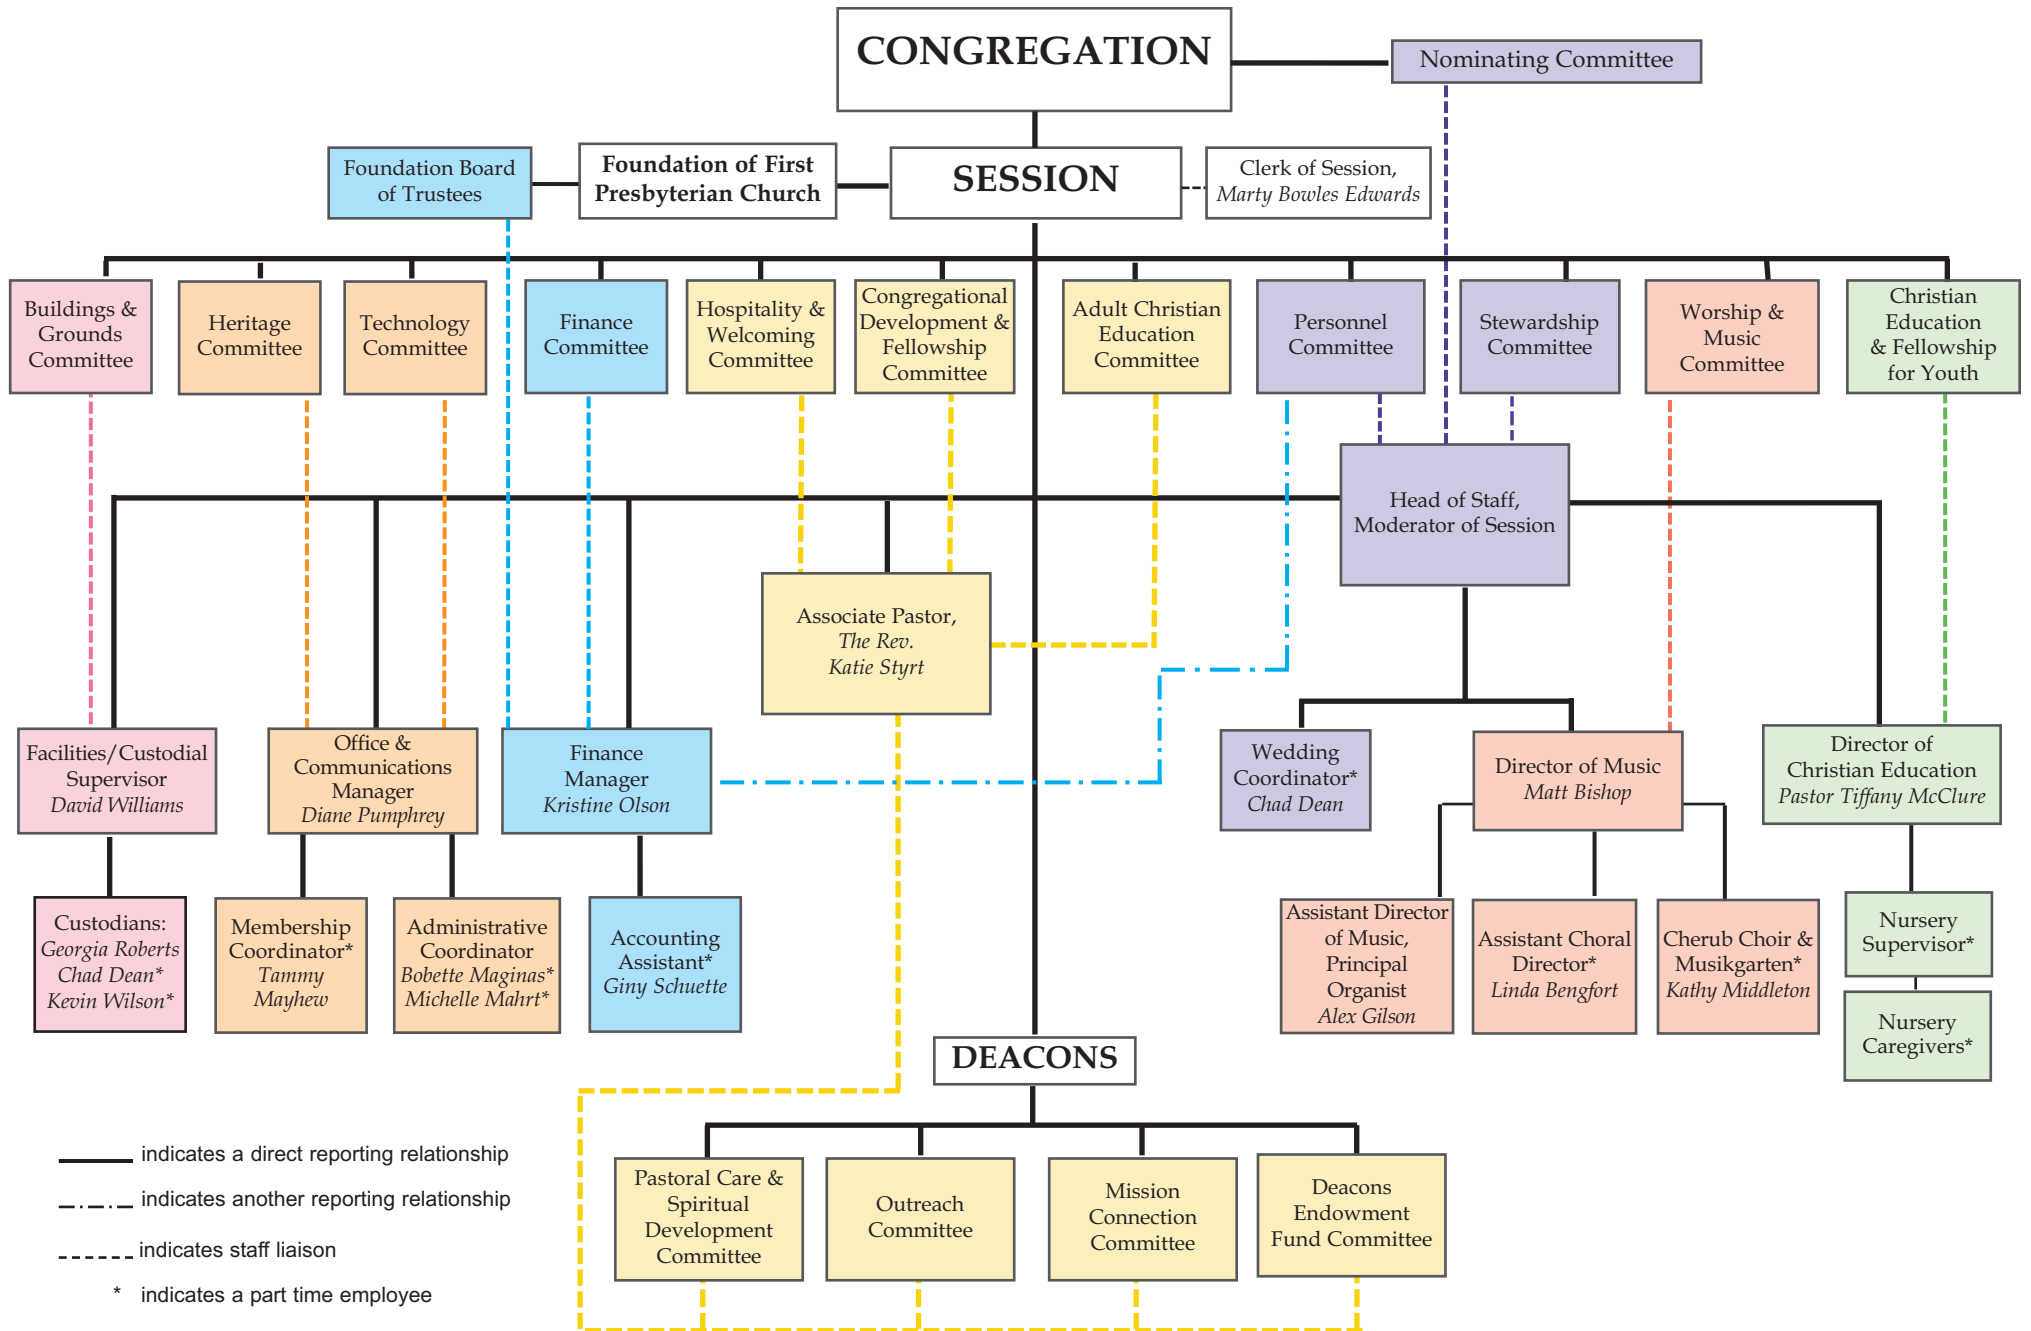 CONGREGATION
Nominating Committee
Foundation Board
of Trustees
Foundation of First
Presbyterian Church
SESSION
Clerk of Session,
Marty Bowles Edwards
Buildings &
Grounds
Committee
Heritage
Committee
Technology
Committee
Finance
Committee
Hospitality &
Welcoming
Committee
Congregational
Development &
Fellowship
Committee
Adult Christian
Education
Committee
Personnel
Committee
Stewardship
Committee
Worship &
Music
Committee
Christian
Education
& Fellowship
for Youth
Head of Staff,
Moderator of Session
Associate Pastor,
The Rev.
Katie Styrt
Facilities/Custodial
Supervisor
David Williams
Office &
Communications
Manager
Diane Pumphrey
Finance
Manager
Kristine Olson
Wedding
Coordinator*
Chad Dean
Director of Music
Matt Bishop
Director of
Christian Education
Pastor Tiffany McClure
Custodians:
Georgia Roberts
Chad Dean*
Kevin Wilson*
Membership
Coordinator*
Tammy
Mayhew
Administrative
Coordinator
Bobette Maginas*
Michelle Mahrt*
Accounting
Assistant*
Giny Schuette
Assistant Director
of Music,
Principal
Organist
Alex Gilson
Assistant Choral
Director*
Linda Bengfort
Cherub Choir &
Musikgarten*
Kathy Middleton
Nursery
Supervisor*
Nursery
Caregivers*
DEACONS
Pastoral Care &
Spiritual
Development
Committee
Outreach
Committee
Mission
Connection
Committee
Deacons
Endowment
Fund Committee
indicates a direct reporting relationship
indicates another reporting relationship
indicates staff liaison
* indicates a part time employee